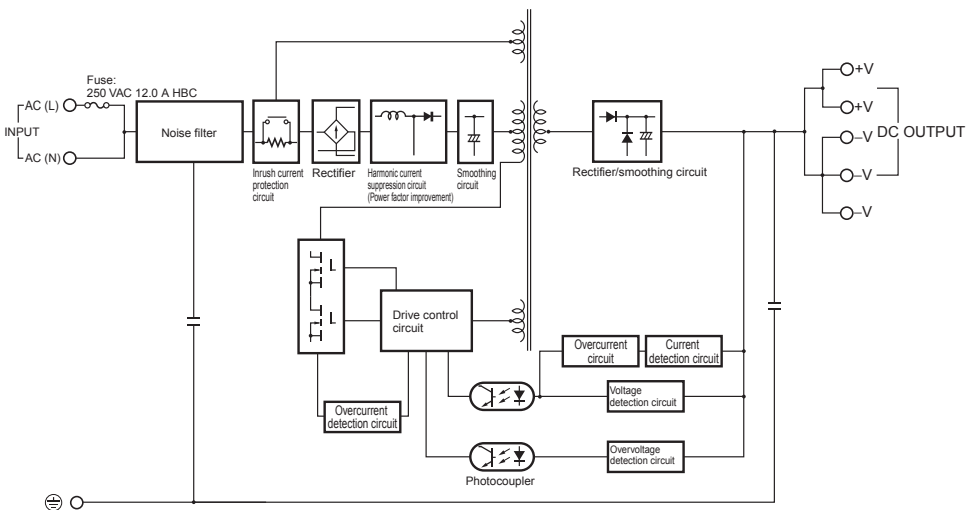 Fuse:
250 VAC 12.0 A HBC
AC (L)
INPUT
AC (N)
Noise filter
Inrush current
protection
circuit
Rectifier
Harmonic current
suppression circuit
(Power factor improvement)
Smoothing
circuit
Rectifier/smoothing circuit
+V
+V
–V
DC OUTPUT
–V
–V
Drive control
circuit
Overcurrent
circuit
Current
detection circuit
Voltage
detection circuit
Overcurrent
detection circuit
Overvoltage
detection circuit
Photocoupler